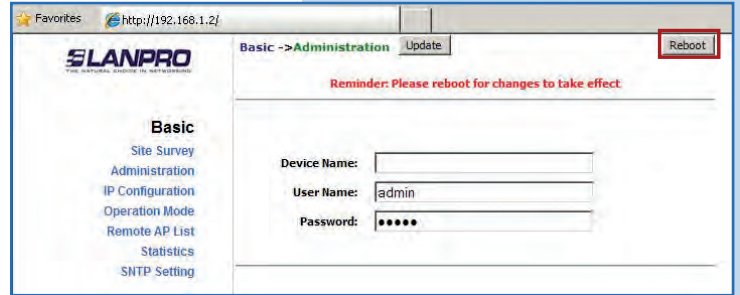 Favorites http://192.168.1.2/
LANPRO
THE NATURAL CHOICE IN NETWORKING
Basic ->Administration Update Reboot
Reminder: Please reboot for changes to take effect
Basic
Site Survey
Administration
IP Configuration
Operation Mode
Remote AP List
Statistics
SNTP Setting
Device Name:
User Name: admin
Password: •••••